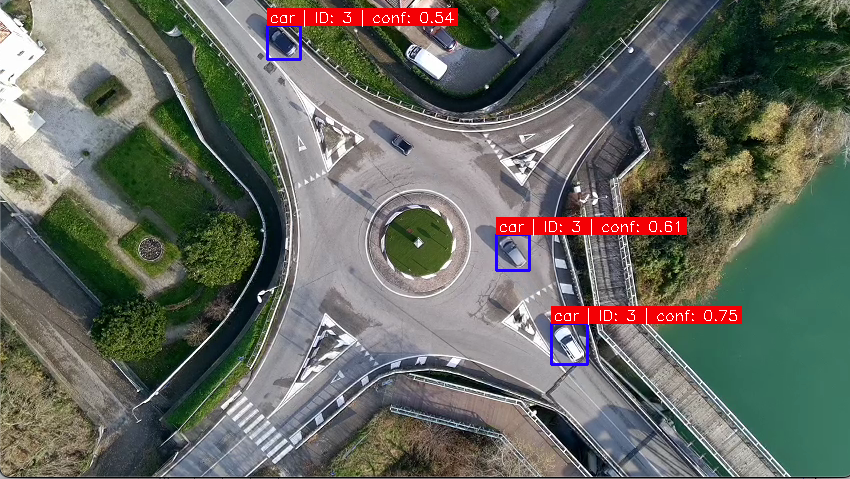 car | ID: 3 | conf: 0.54
car | ID: 3 | conf: 0.61
car | ID: 3 | conf: 0.75